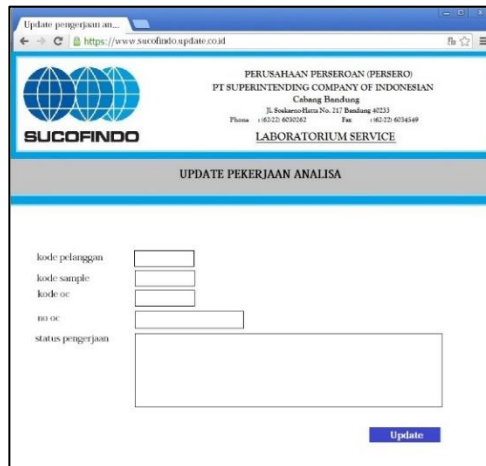 Update pengerjaan an...
https://www.sucofindo.update.co.id
PERUSAHAAN PERSEROAN (PERSERO)
PT SUPERINTENDING COMPANY OF INDONESIAN
Cabang Bandung
Jl. Soekarno-Hatta No. 217 Bandung 40233
Phone : (62-22) 6030262 Fax : (62-22) 6034549
SUCOFINDO
LABORATORIUM SERVICE
UPDATE PEKERJAAN ANALISA
kode pelanggan
kode sample
kode oc
no oc
status pengerjaan
Update